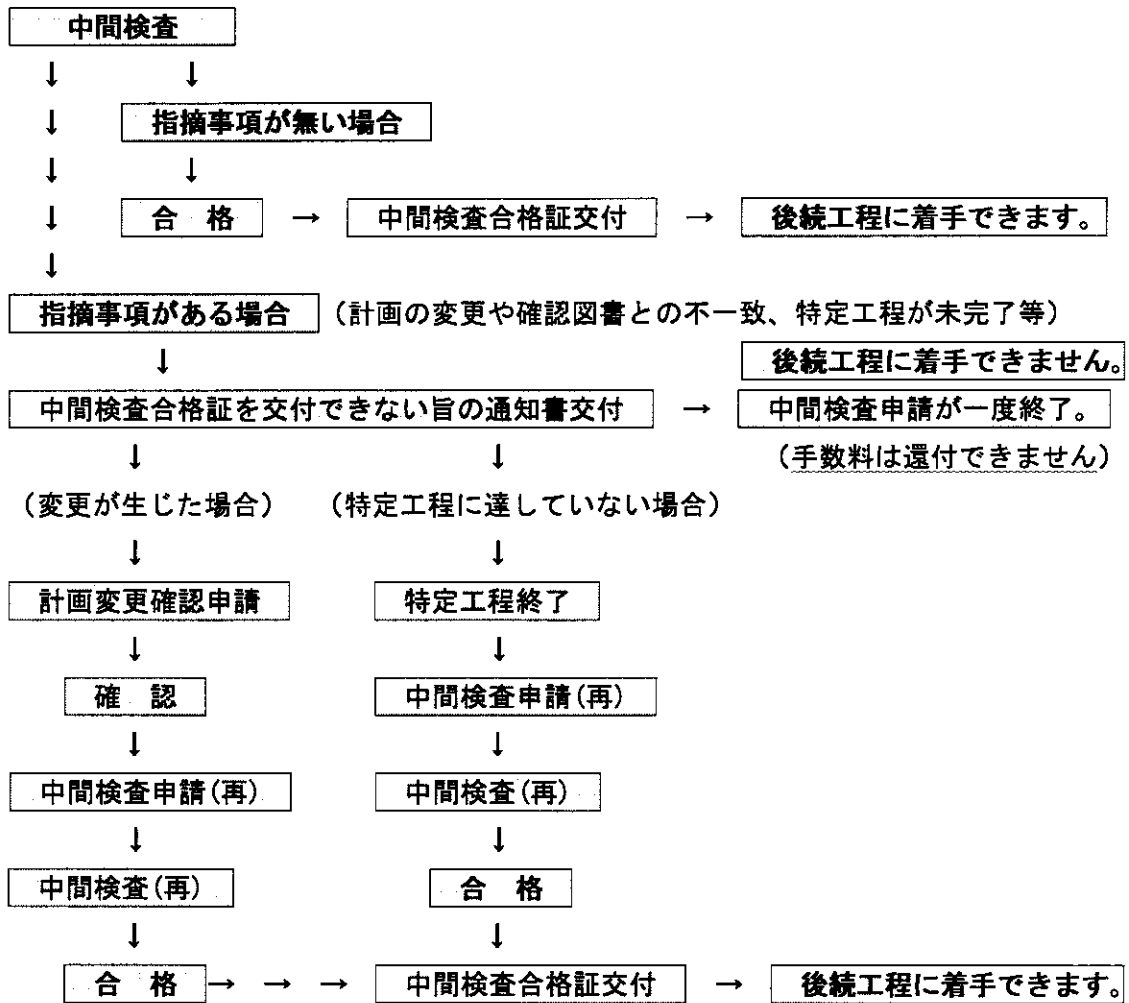 中間検査
↓ ↓
↓ 指摘事項が無い場合
↓ ↓
↓ 合 格 → 中間検査合格証交付 → 後続工程に着手できます。
↓
指摘事項がある場合 (計画の変更や確認図書との不一致、特定工程が未完了等)
↓ 後続工程に着手できません。
中間検査合格証を交付できない旨の通知書交付 → 中間検査申請が一度終了。
↓ ↓ (手数料は還付できません)
(変更が生じた場合) (特定工程に達していない場合)
↓ ↓
計画変更確認申請 特定工程終了
↓ ↓
確 認 中間検査申請(再)
↓ ↓
中間検査申請(再) 中間検査(再)
↓ ↓
中間検査(再) 合 格
↓ ↓
合 格 → → → 中間検査合格証交付 → 後続工程に着手できます。